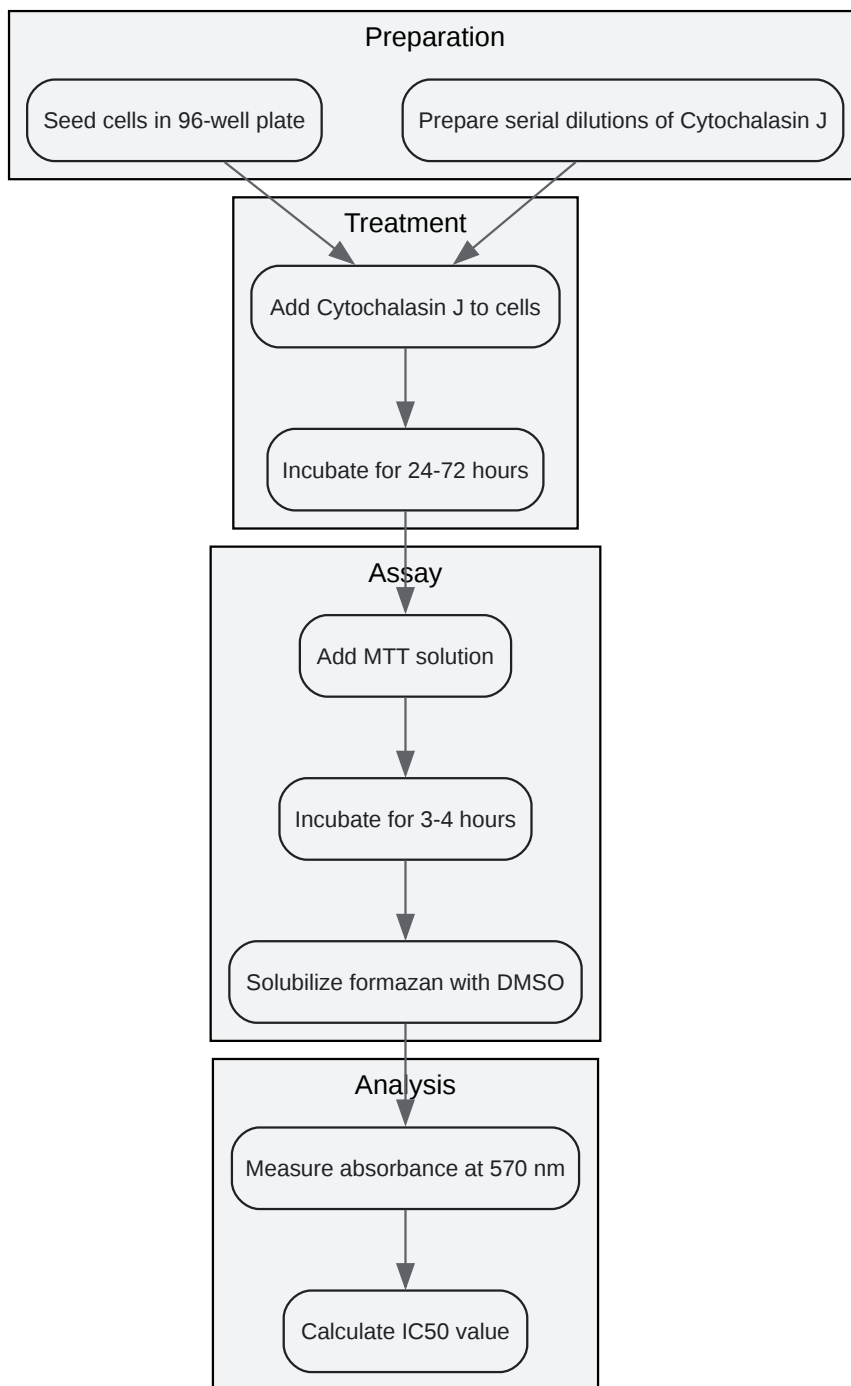 Preparation
Seed cells in 96-well plate
Prepare serial dilutions of Cytochalasin J
Treatment
Add Cytochalasin J to cells
Incubate for 24-72 hours
Assay
Add MTT solution
Incubate for 3-4 hours
Solubilize formazan with DMSO
Analysis
Measure absorbance at 570 nm
Calculate IC50 value